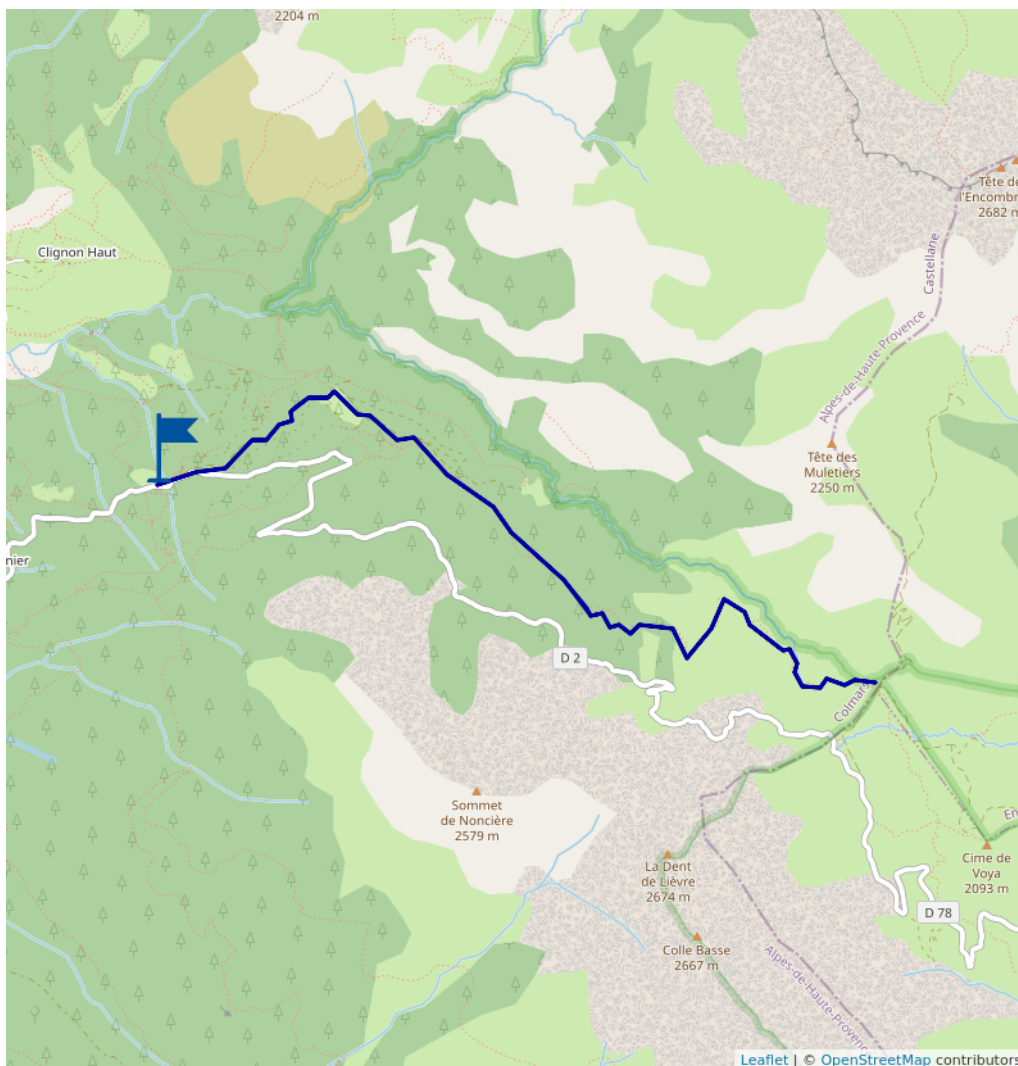 2204 m
Tête de
l'Encombr
2682 m
Castellane
Clignon Haut
Alpes-de-Haute-Provence
Tête des
Muletiers
2250 m
nier
D 2
Colmars
Sommet
de Noncière
2579 m
En
Cime de
Voya
2093 m
La Dent
de Lièvre
2674 m
D 78
Colle Basse
2667 m
Alpes-de-Haute-Provence
Leaflet | © OpenStreetMap contributors